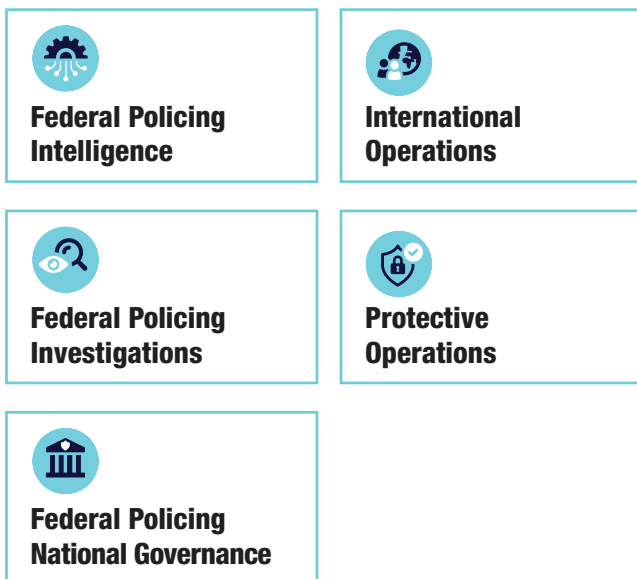 Federal Policing
Intelligence
International
Operations
Federal Policing
Investigations
Protective
Operations
Federal Policing
National Governance